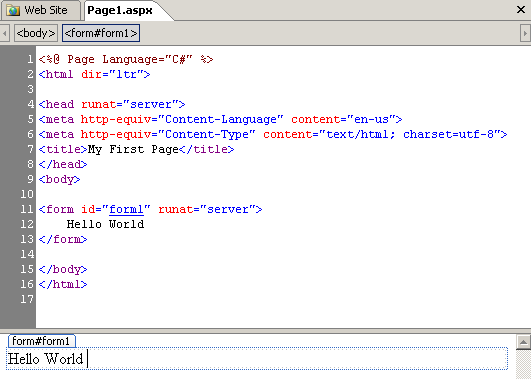 Web Site Page1.aspx
<body> <form#form1>
1 <%@ Page Language="C#" %>
2 <html dir="ltr">
3
4 <head runat="server">
5 <meta http-equiv="Content-Language" content="en-us">
6 <meta http-equiv="Content-Type" content="text/html; charset=utf-8">
7 <title>My First Page</title>
8 </head>
9 <body>
10
11 <form id="form1" runat="server">
12 Hello World
13 </form>
14
15 </body>
16 </html>
17
form#form1
Hello World